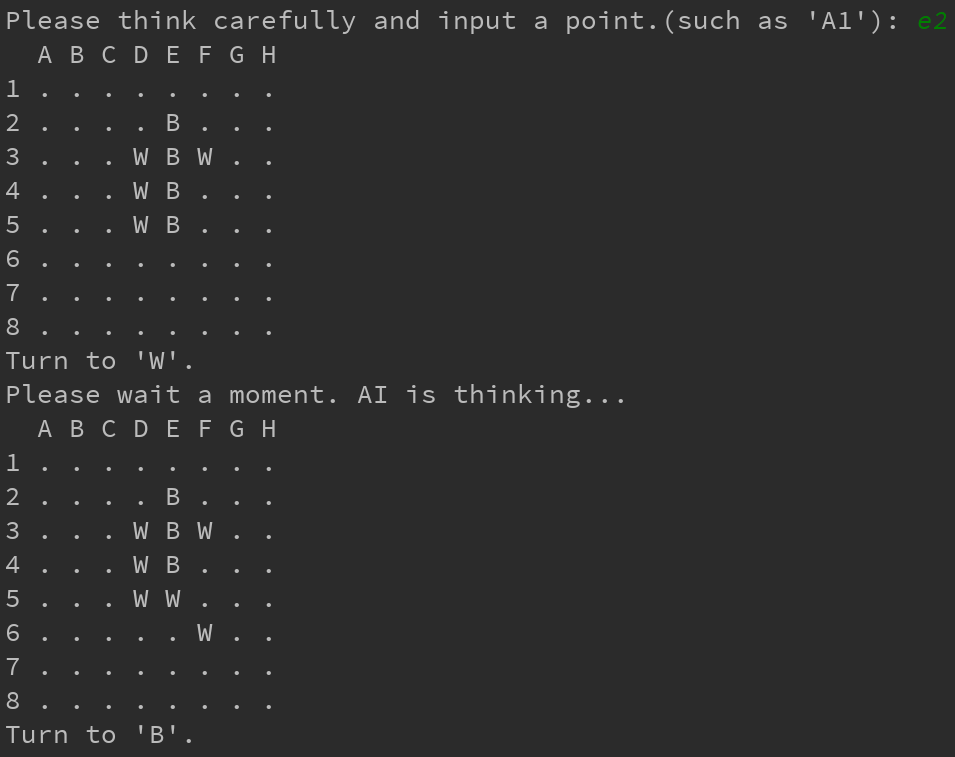 Please think carefully and input a point.(such as 'A1'): e2
  A B C D E F G H
1 . . . . . . . .
2 . . . . B . . .
3 . . . W B W . .
4 . . . W B . . .
5 . . . W B . . .
6 . . . . . . . .
7 . . . . . . . .
8 . . . . . . . .
Turn to 'W'.
Please wait a moment. AI is thinking...
  A B C D E F G H
1 . . . . . . . .
2 . . . . B . . .
3 . . . W B W . .
4 . . . W B . . .
5 . . . W W . . .
6 . . . . . W . .
7 . . . . . . . .
8 . . . . . . . .
Turn to 'B'.